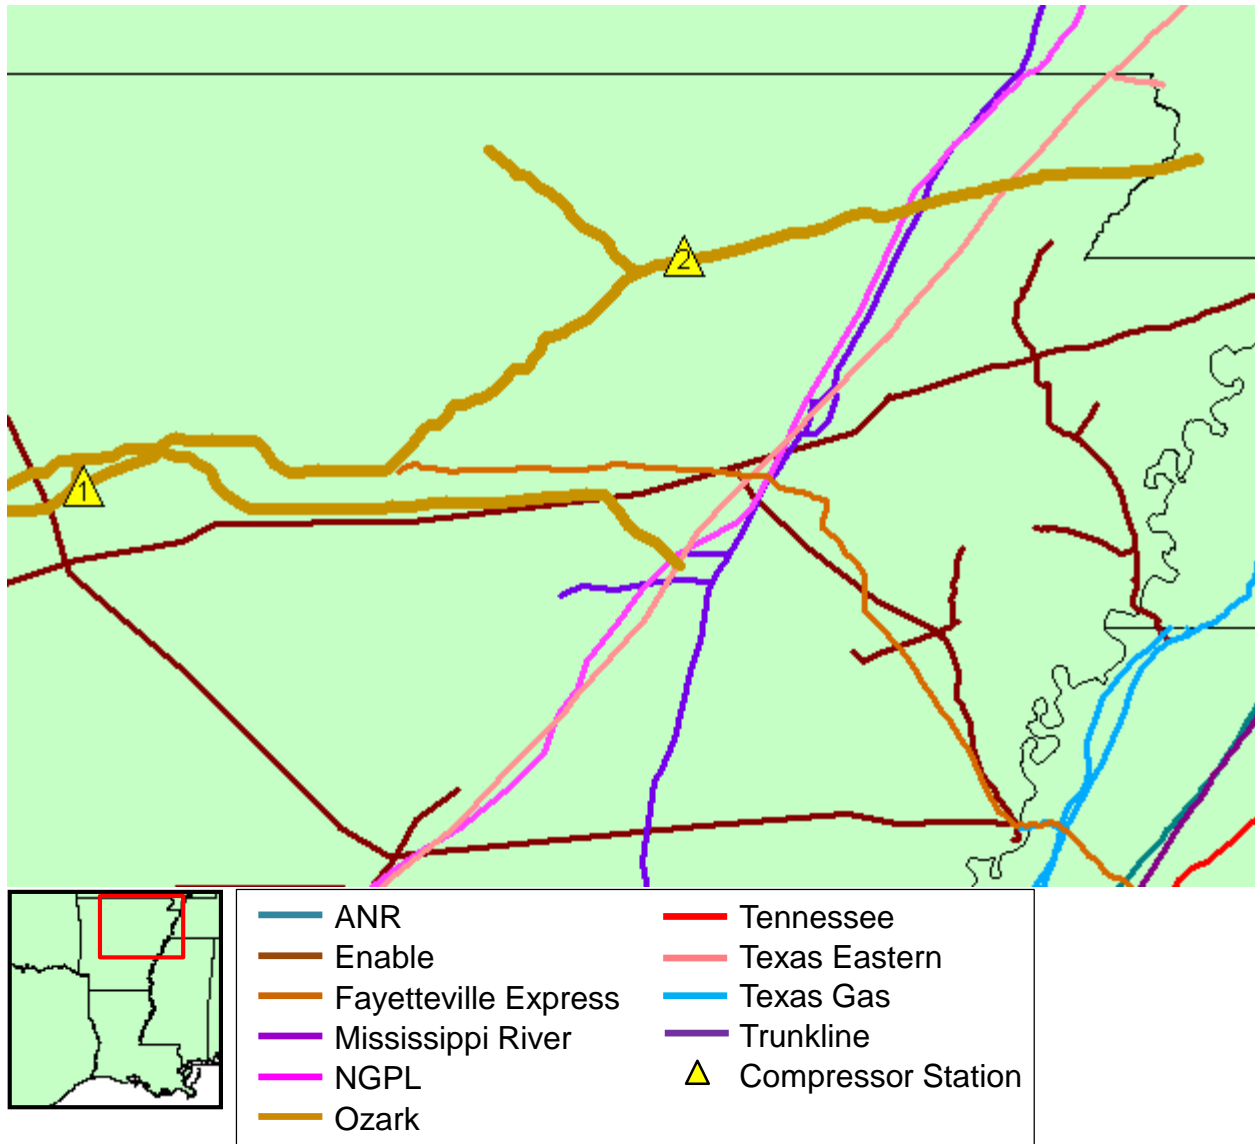 2
1
ANR
Enable
Fayetteville Express
Mississippi River
NGPL
Ozark
Tennessee
Texas Eastern
Texas Gas
Trunkline
Compressor Station